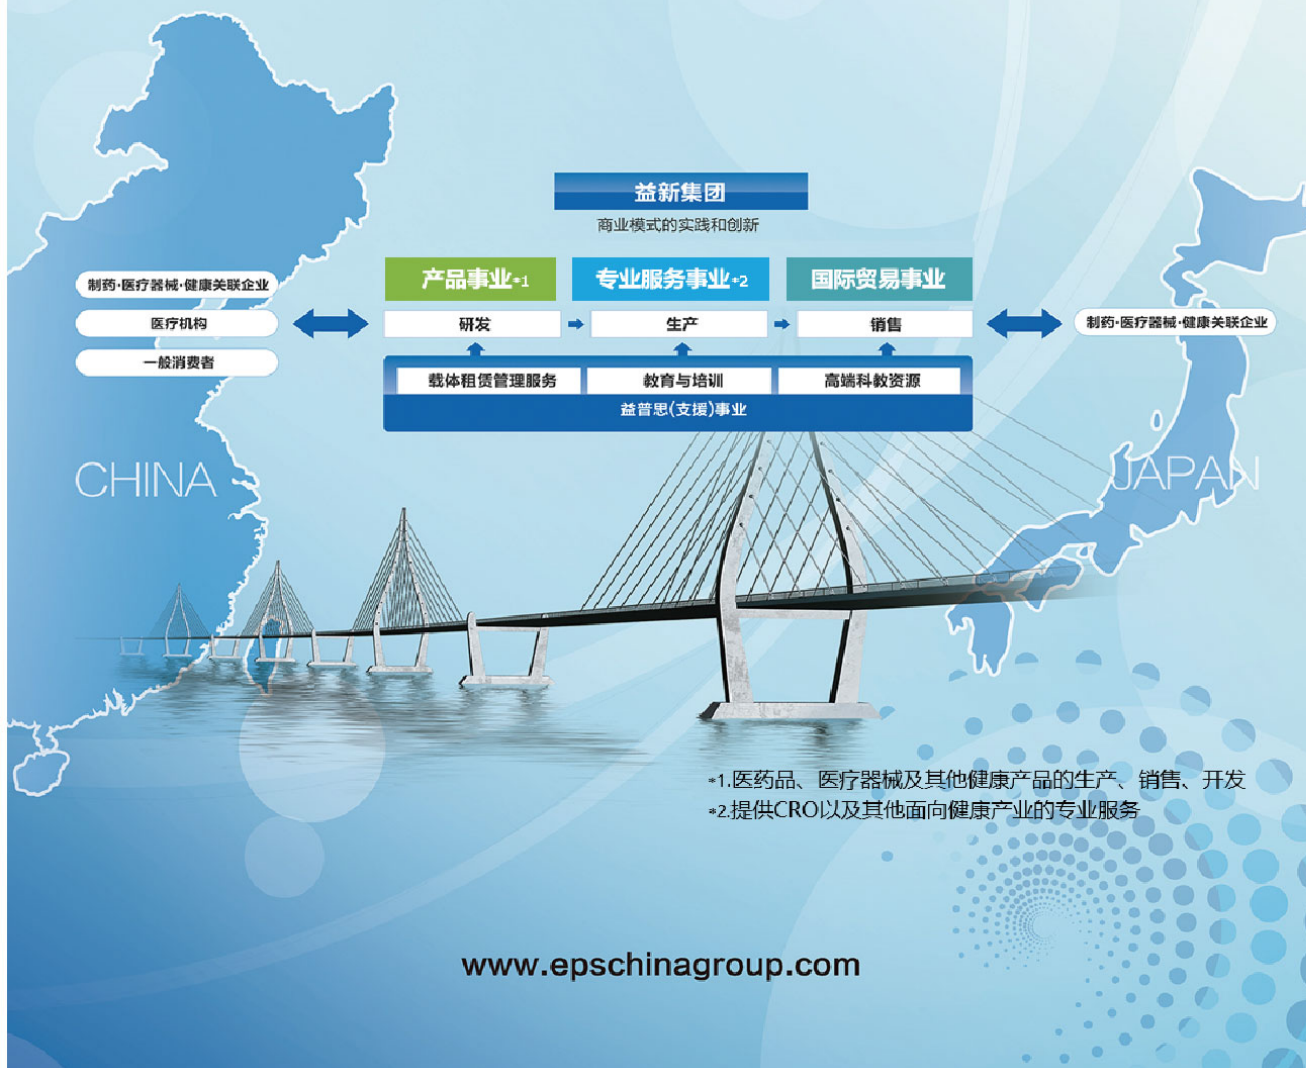 益新集团
商业模式的实践和创新
产品事业*1
专业服务事业*2
国际贸易事业
制药·医疗器械·健康关联企业
医疗机构
一般消费者
研发
生产
销售
制药·医疗器械·健康关联企业
载体租赁管理服务
教育与培训
高端科教资源
益普思(支援)事业
CHINA
JAPAN
*1.医药品、医疗器械及其他健康产品的生产、销售、开发
*2.提供CRO以及其他面向健康产业的专业服务
www.epschinagroup.com